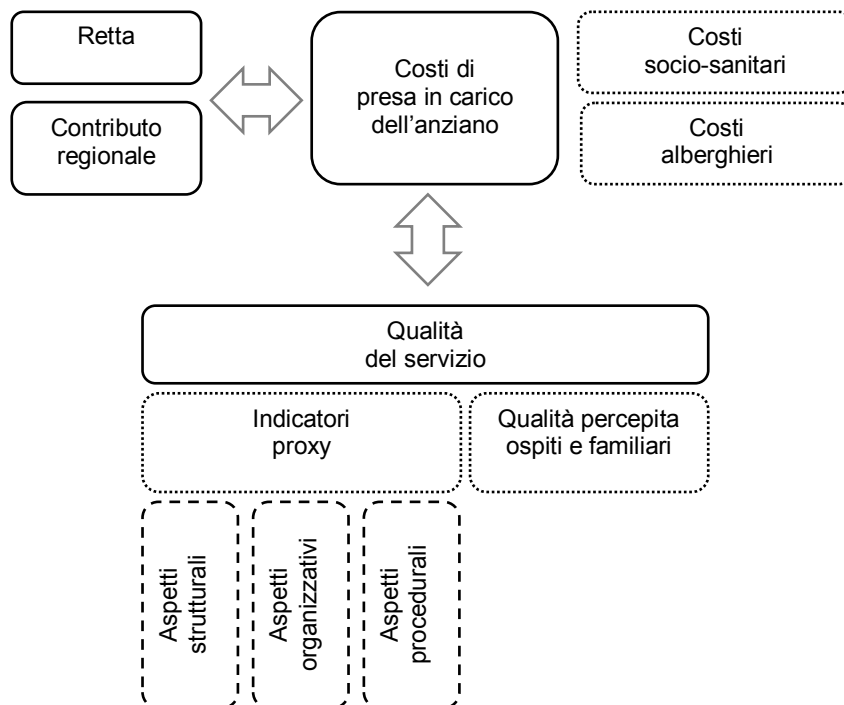 Retta
Contributo
regionale
Costi di
presa in carico
dell'anziano
Costi
socio-sanitari
Costi
alberghieri
Qualità
del servizio
Indicatori
proxy
Qualità percepita
ospiti e familiari
Aspetti
strutturali
Aspetti
organizzativi
Aspetti
procedurali